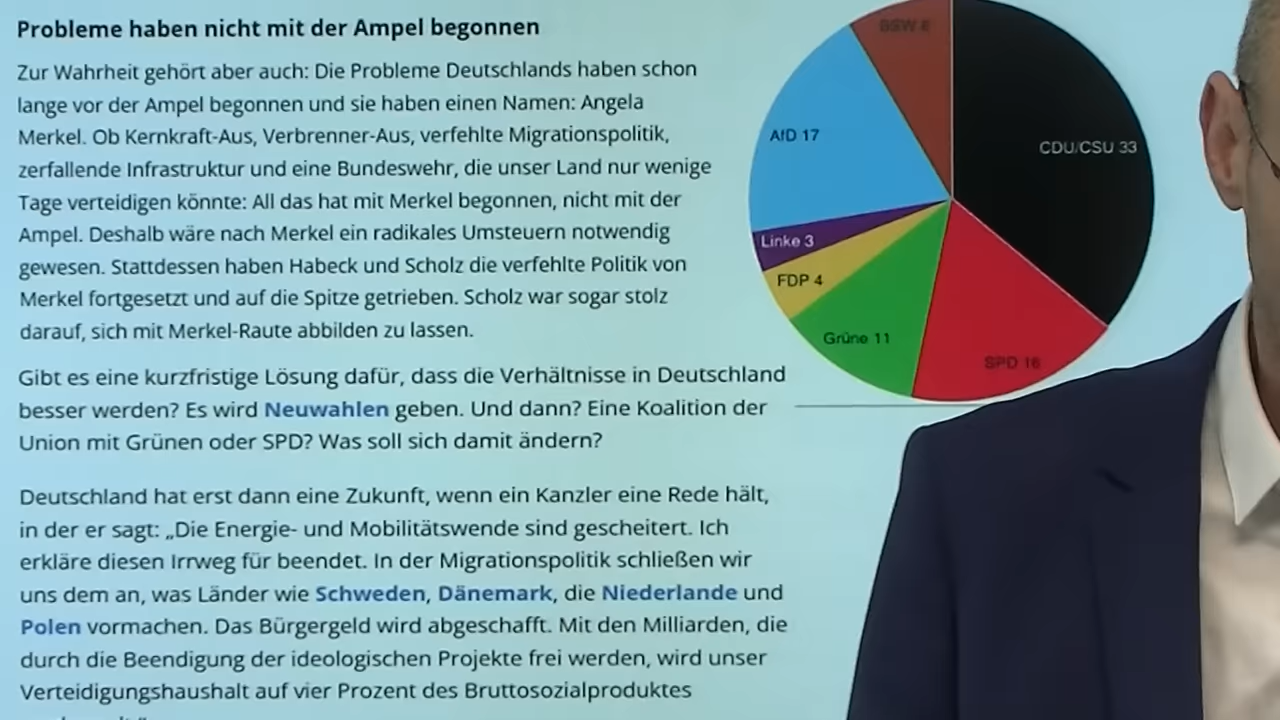 Probleme haben nicht mit der Ampel begonnen
Zur Wahrheit gehört aber auch: Die Probleme Deutschlands haben schon
lange vor der Ampel begonnen und sie haben einen Namen: Angela
Merkel. Ob Kernkraft-Aus, Verbrenner-Aus, verfehlte Migrationspolitik,
zerfallende Infrastruktur und eine Bundeswehr, die unser Land nur wenige
Tage verteidigen könnte: All das hat mit Merkel begonnen, nicht mit der
Ampel. Deshalb wäre nach Merkel ein radikales Umsteuern notwendig
gewesen. Stattdessen haben Habeck und Scholz die verfehlte Politik von
Merkel fortgesetzt und auf die Spitze getrieben. Scholz war sogar stolz
darauf, sich mit Merkel-Raute abbilden zu lassen.
Gibt es eine kurzfristige Lösung dafür, dass die Verhältnisse in Deutschland
besser werden? Es wird Neuwahlen geben. Und dann? Eine Koalition der
Union mit Grünen oder SPD? Was soll sich damit ändern?
Deutschland hat erst dann eine Zukunft, wenn ein Kanzler eine Rede hält,
in der er sagt: „Die Energie- und Mobilitätswende sind gescheitert. Ich
erkläre diesen Irrweg für beendet. In der Migrationspolitik schließen wir
uns dem an, was Länder wie Schweden, Dänemark, die Niederlande und
Polen vormachen. Das Bürgergeld wird abgeschafft. Mit den Milliarden, die
durch die Beendigung der ideologischen Projekte frei werden, wird unser
Verteidigungshaushalt auf vier Prozent des Bruttosozialproduktes
BSW 8
AfD 17
CDU/CSU 33
Linke 3
FDP 4
Grüne 11
SPD 16